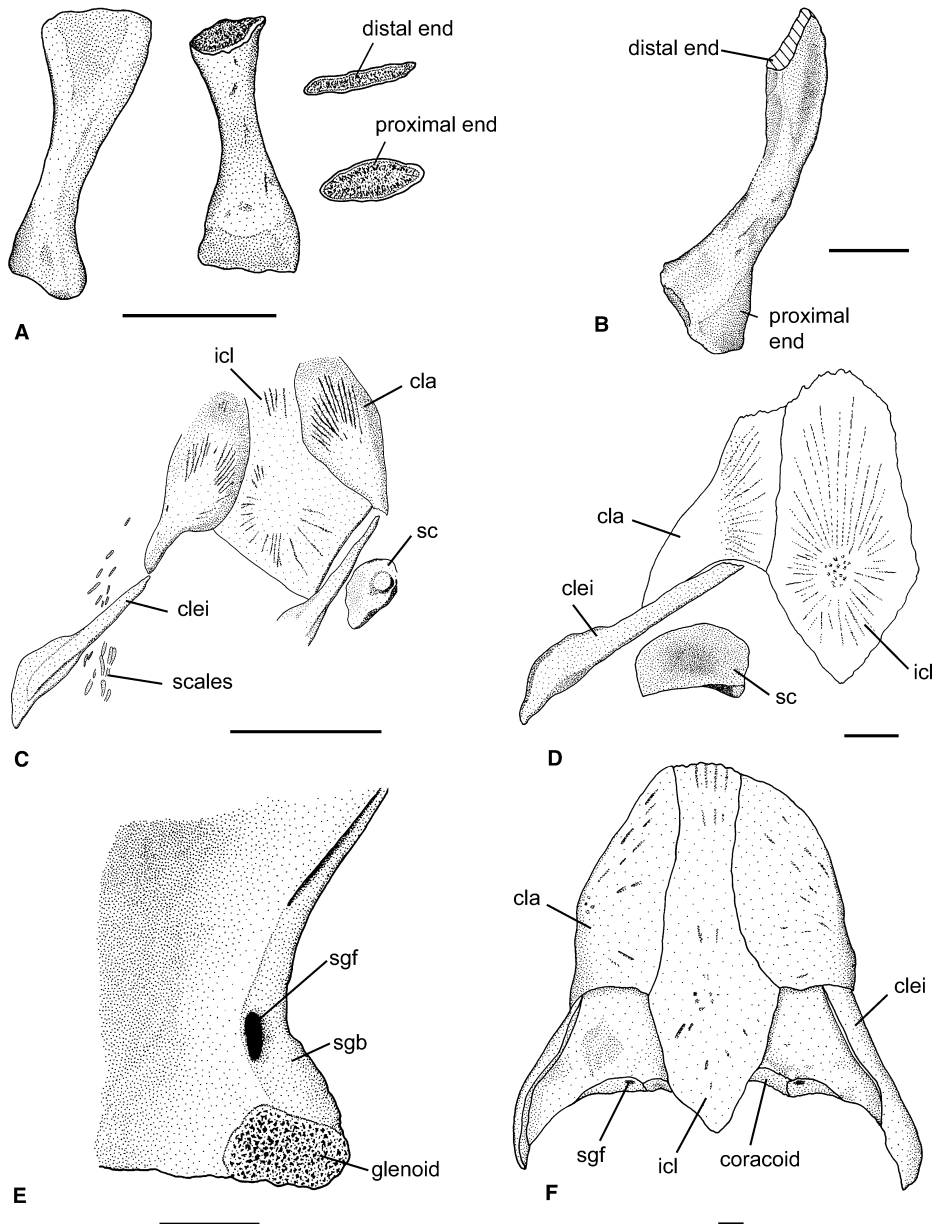 distal end
proximal end
A
distal end
proximal
end
B
icl
cla
sc
clei
scales
C
cla
clei
sc
icl
D
sgf
sgb
glenoid
E
cla
clei
sgf
icl
coracoid
F